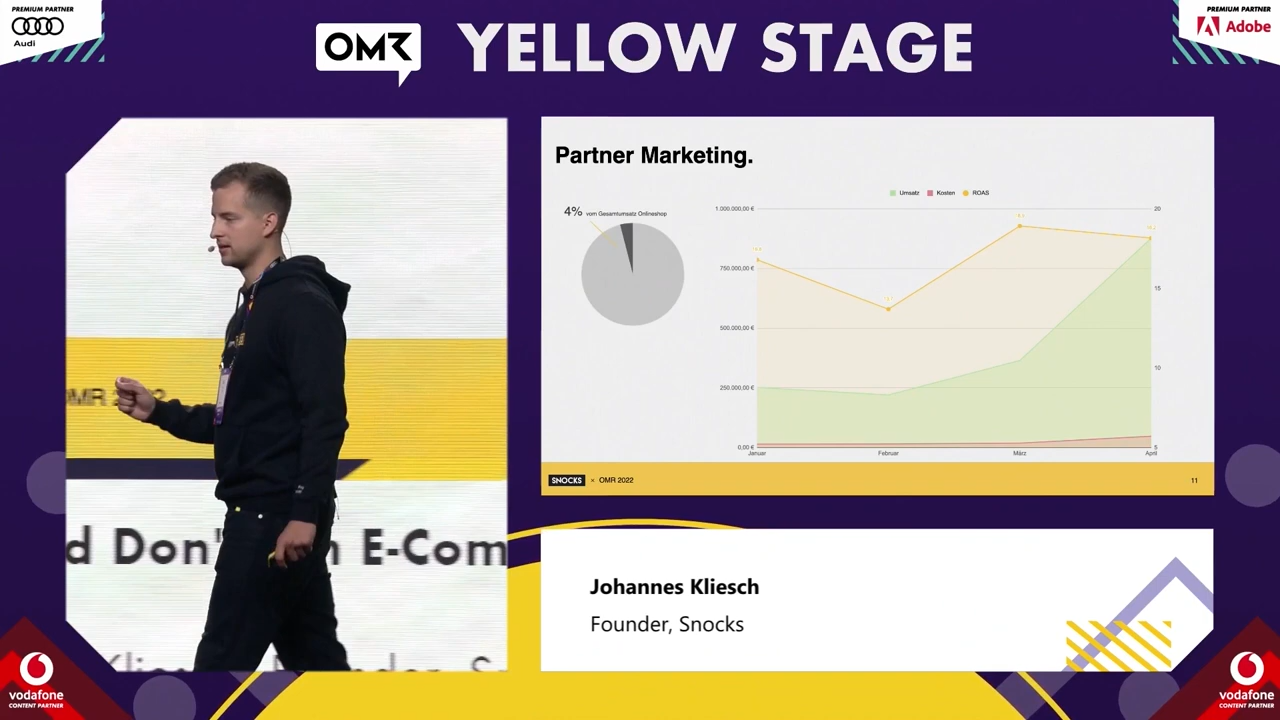 PREMIUM PARTNER
Audi
OMR
YELLOW STAGE
PREMIUM PARTNER
Adobe
OMR 2022
d Don'
E-Com
Partner Marketing.
4% vom Gesamtumsatz Onlineshop
Umsatz Kosten ROAS
1.000.000,00 €
750.000,00 €
500.000,00 €
250.000,00 €
0,00 €
20
15
10
5
Januar Februar März April
SNOCKS × OMR 2022 11
Johannes Kliesch
Founder, Snocks
vodafone
CONTENT PARTNER
vodafone
CONTENT PARTNER